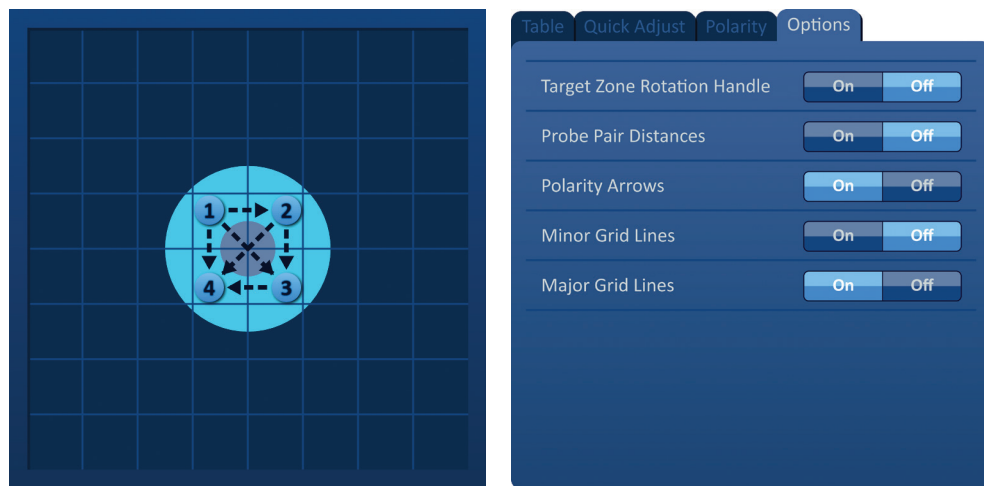 1 2
4 3
Table Quick Adjust Polarity Options
Target Zone Rotation Handle On Off
Probe Pair Distances On Off
Polarity Arrows On Off
Minor Grid Lines On Off
Major Grid Lines On Off